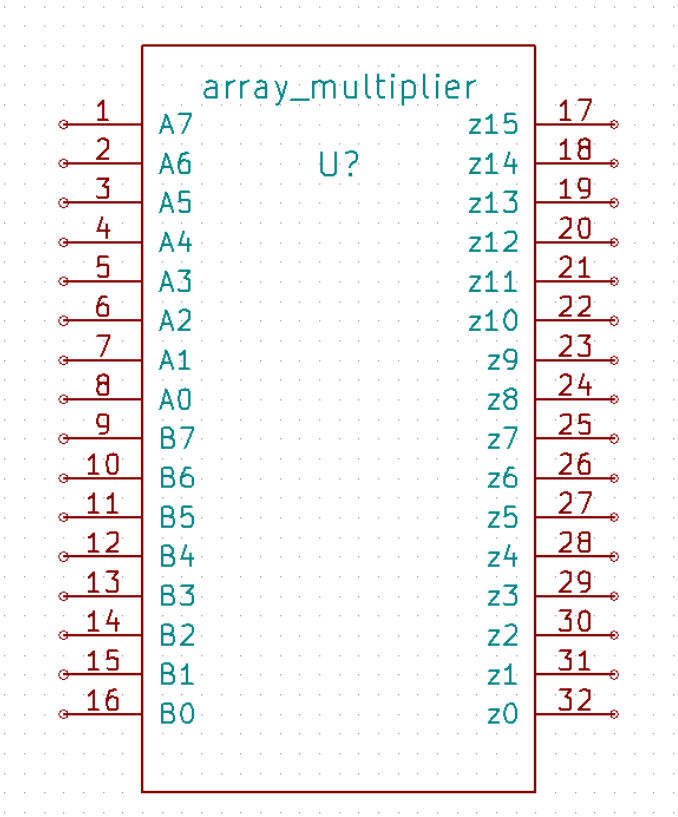 array_multiplier
U?
1 A7 z15 17
2 A6 z14 18
3 A5 z13 19
4 A4 z12 20
5 A3 z11 21
6 A2 z10 22
7 A1 z9 23
8 A0 z8 24
9 B7 z7 25
10 B6 z6 26
11 B5 z5 27
12 B4 z4 28
13 B3 z3 29
14 B2 z2 30
15 B1 z1 31
16 B0 z0 32